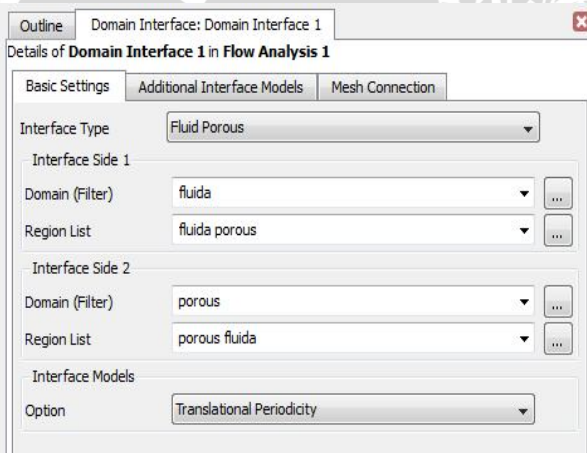 Outline
Domain Interface: Domain Interface 1
Details of Domain Interface 1 in Flow Analysis 1
Basic Settings
Additional Interface Models
Mesh Connection
Interface Type
Fluid Porous
Interface Side 1
Domain (Filter)
fluida
...
Region List
fluida porous
...
Interface Side 2
Domain (Filter)
porous
...
Region List
porous fluida
...
Interface Models
Option
Translational Periodicity